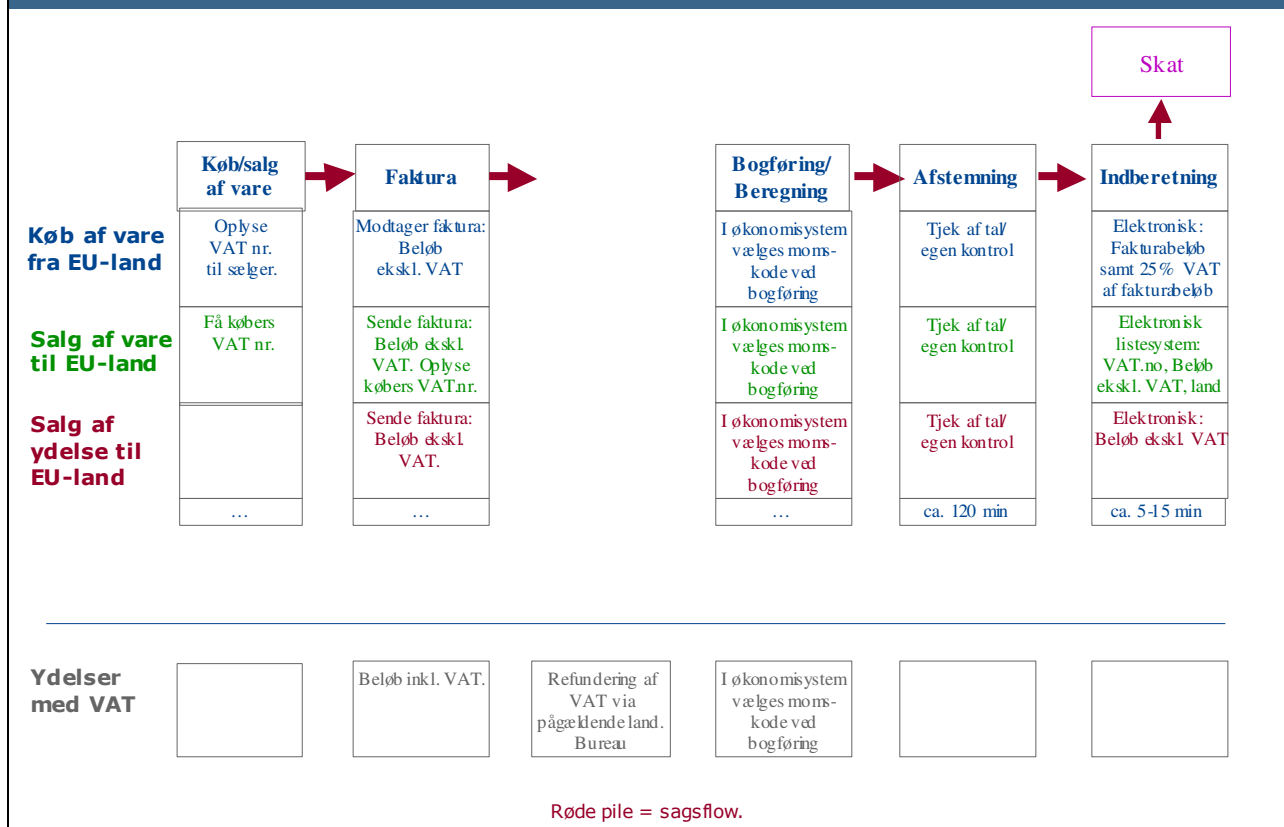 Skat
Køb/salg
af vare
Faktura
Bogføring/
Beregning
Afstemning
Indberetning
Køb af vare
fra EU-land
Oplyse
VAT nr.
til sælger.
Modtager faktura:
Beløb
ekskl. VAT
I økonomisystem
vælges moms-
kode ved
bogføring
Tjek af tal/
egen kontrol
Elektronisk:
Fakturabeløb
samt 25% VAT
af fakturabeløb
Salg af vare
til EU-land
Få købers
VAT nr.
Sende faktura:
Beløb ekskl.
VAT. Oplyse
købers VAT.nr.
I økonomisystem
vælges moms-
kode ved
bogføring
Tjek af tal/
egen kontrol
Elektronisk
listesystem:
VAT.no, Beløb
ekskl. VAT, land
Salg af
ydelse til
EU-land
Sende faktura:
Beløb ekskl.
VAT.
I økonomisystem
vælges moms-
kode ved
bogføring
Tjek af tal/
egen kontrol
Elektronisk:
Beløb ekskl. VAT
…
…
…
ca. 120 min
ca. 5-15 min
Ydelser
med VAT
Beløb inkl. VAT.
Refundering af
VAT via
pågældende land.
Bureau
I økonomisystem
vælges moms-
kode ved
bogføring
Røde pile = sagsflow.